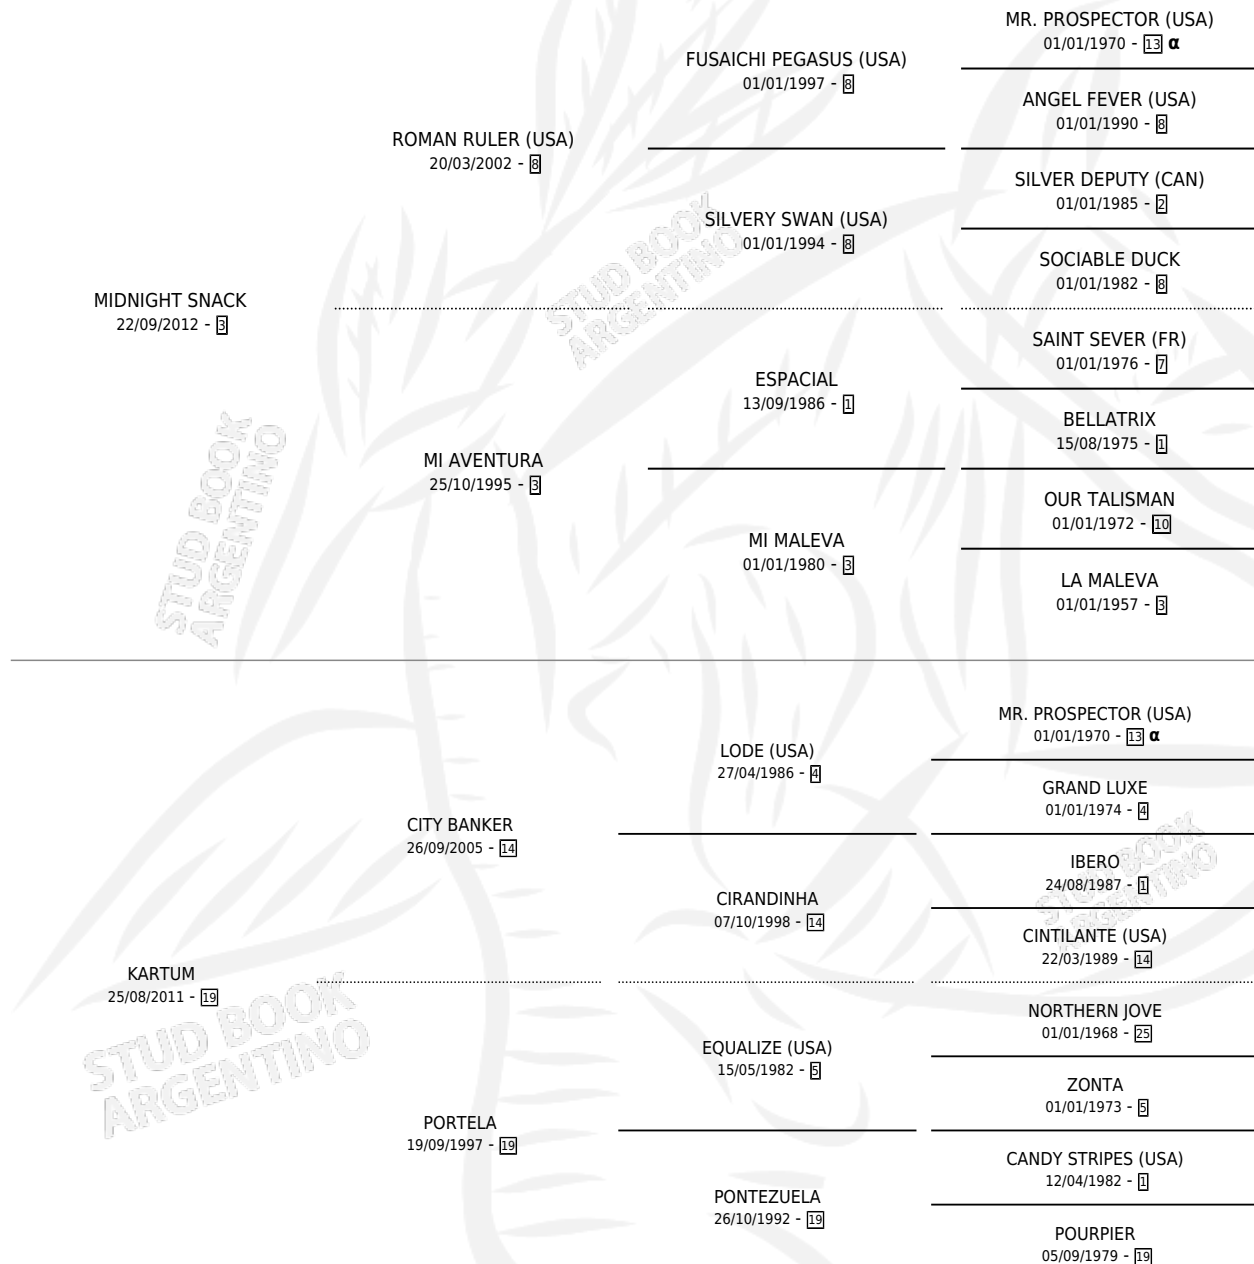 MR. PROSPECTOR (USA)
01/01/1970 - 13 α
FUSAICHI PEGASUS (USA)
01/01/1997 - 8
ANGEL FEVER (USA)
01/01/1990 - 8
ROMAN RULER (USA)
20/03/2002 - 8
SILVER DEPUTY (CAN)
01/01/1985 - 2
SILVERY SWAN (USA)
01/01/1994 - 8
SOCIABLE DUCK
01/01/1982 - 8
MIDNIGHT SNACK
22/09/2012 - 3
SAINT SEVER (FR)
01/01/1976 - 7
ESPACIAL
13/09/1986 - 1
BELLATRIX
15/08/1975 - 1
MI AVENTURA
25/10/1995 - 3
OUR TALISMAN
01/01/1972 - 10
MI MALEVA
01/01/1980 - 3
LA MALEVA
01/01/1957 - 3
MR. PROSPECTOR (USA)
01/01/1970 - 13 α
LODE (USA)
27/04/1986 - 4
GRAND LUXE
01/01/1974 - 4
CITY BANKER
26/09/2005 - 14
IBERO
24/08/1987 - 1
CIRANDINHA
07/10/1998 - 14
CINTILANTE (USA)
22/03/1989 - 14
KARTUM
25/08/2011 - 19
NORTHERN JOVE
01/01/1968 - 25
EQUALIZE (USA)
15/05/1982 - 5
ZONTA
01/01/1973 - 5
PORTELA
19/09/1997 - 19
CANDY STRIPES (USA)
12/04/1982 - 1
PONTEZUELA
26/10/1992 - 19
POURPIER
05/09/1979 - 19
STUD BOOK
ARGENTINO
STUD BOOK
ARGENTINO
STUD BOOK
ARGENTINO
STUD BOOK
ARGENTINO